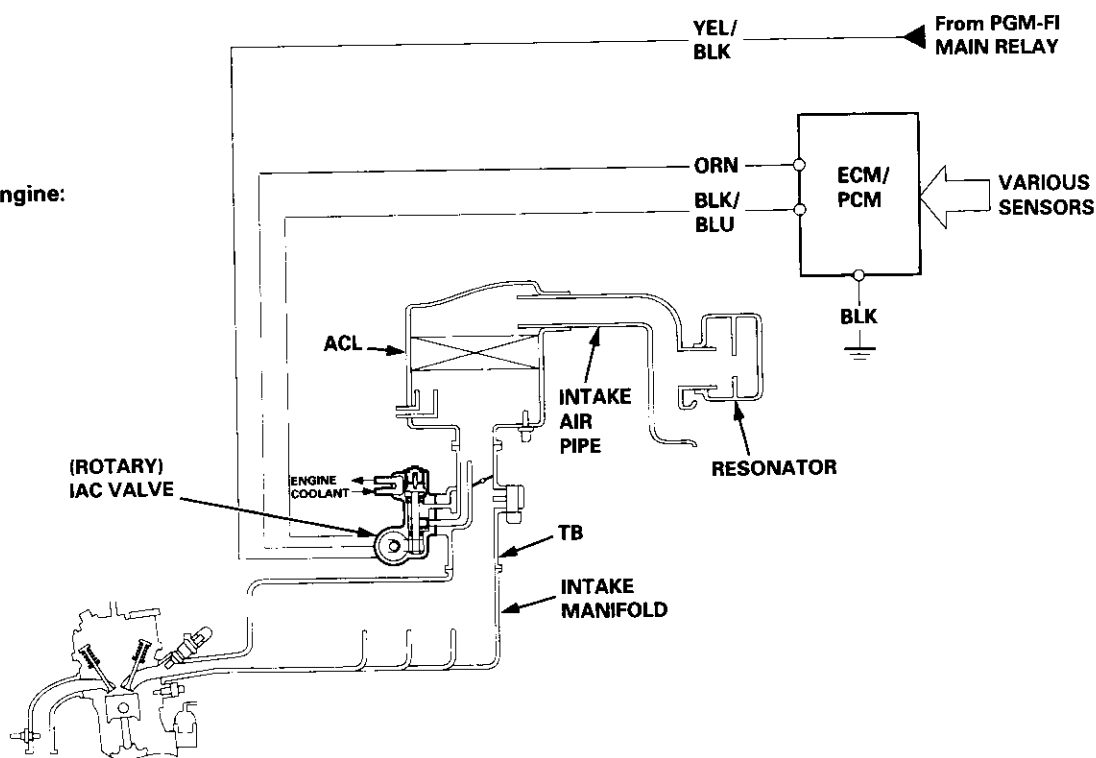 YEL/
BLK
From PGM-FI
MAIN RELAY
ORN
ECM/
PCM
VARIOUS
SENSORS
ngine:
BLK/
BLU
BLK
ACL
INTAKE
AIR
PIPE
RESONATOR
(ROTARY)
IAC VALVE
ENGINE
COOLANT
TB
INTAKE
MANIFOLD